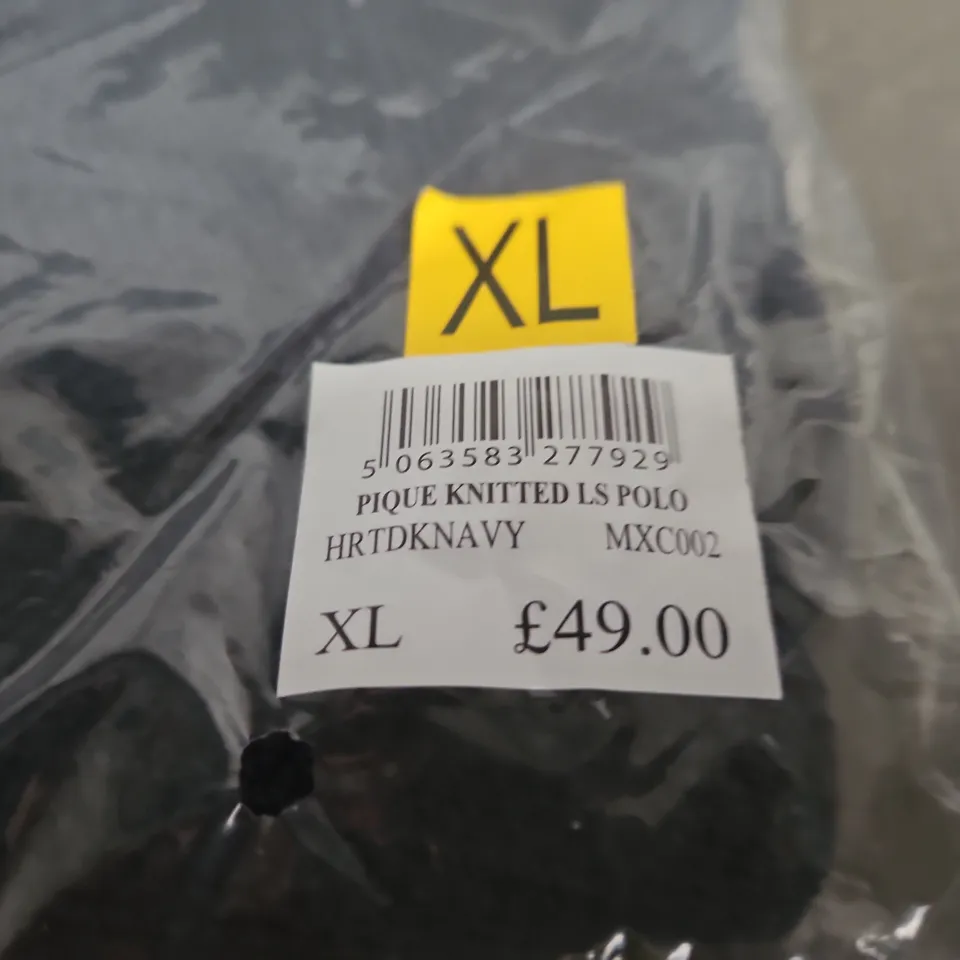 XL
5 063583 277929
PIQUE KNITTED LS POLO
HRTDKNAVY MXC002
XL £49.00